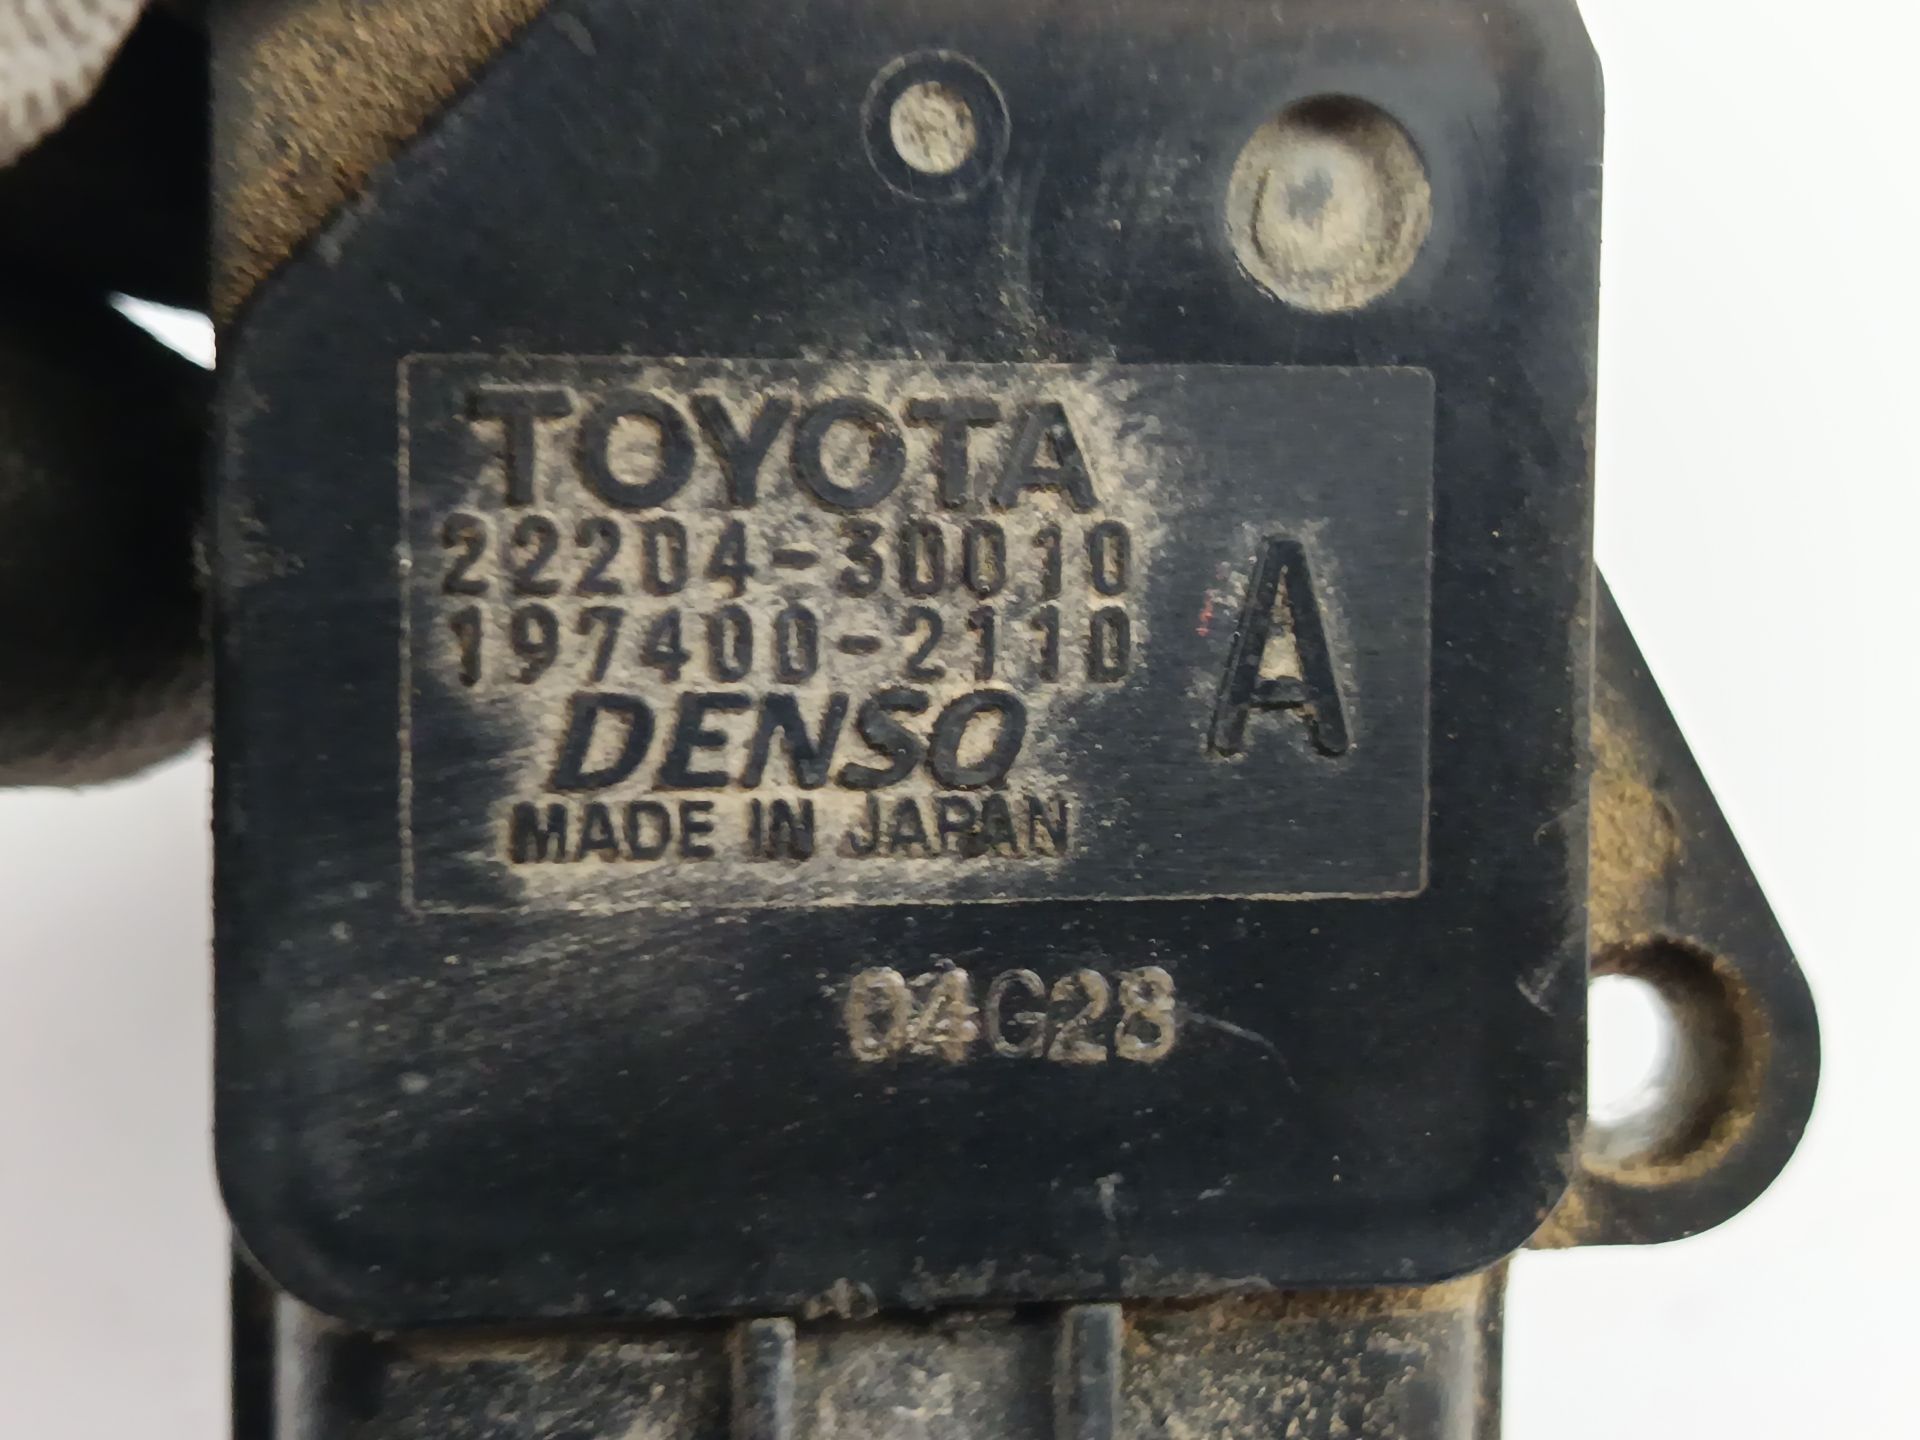 TOYOTA
22204-30010
197400-2110
A
DENSO
MADE IN JAPAN
04G28